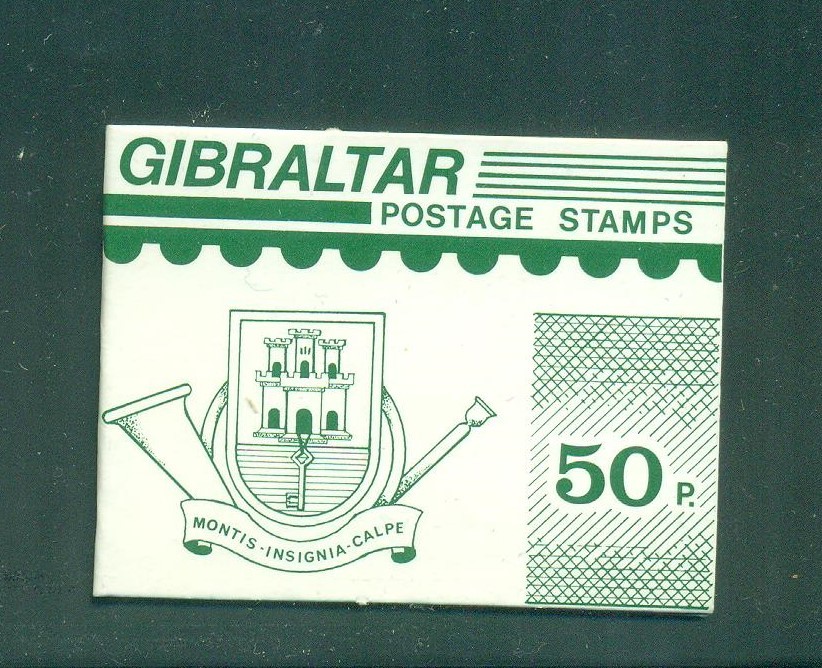 GIBRALTAR
POSTAGE STAMPS
50 P.
MONTIS-INSIGNIA-CALPE